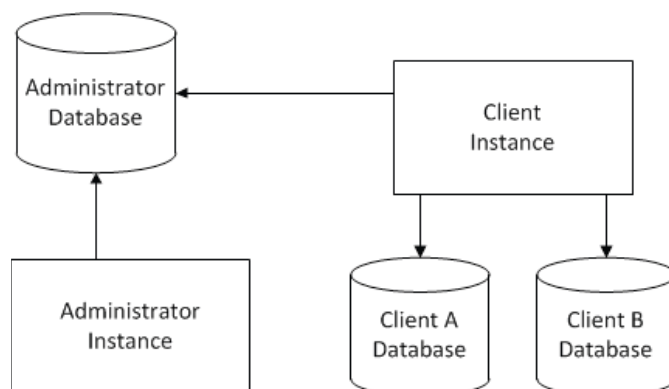 Administrator
Database
Client
Instance
Administrator
Instance
Client A
Database
Client B
Database